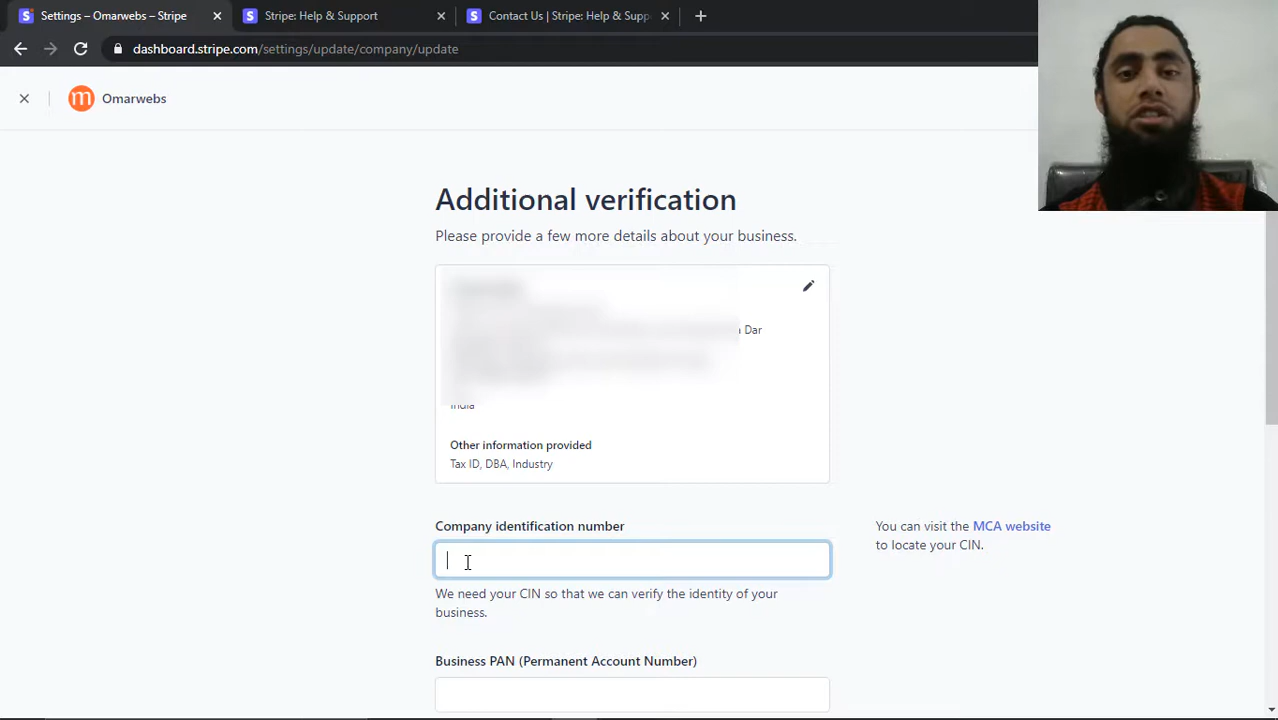 Settings – Omarwebs – Stripe
Stripe: Help & Support
Contact Us | Stripe: Help & Supp
dashboard.stripe.com/settings/update/company/update
m Omarwebs
Additional verification
Please provide a few more details about your business.
Dar
India
Other information provided
Tax ID, DBA, Industry
Company identification number
You can visit the MCA website
to locate your CIN.
We need your CIN so that we can verify the identity of your
business.
Business PAN (Permanent Account Number)